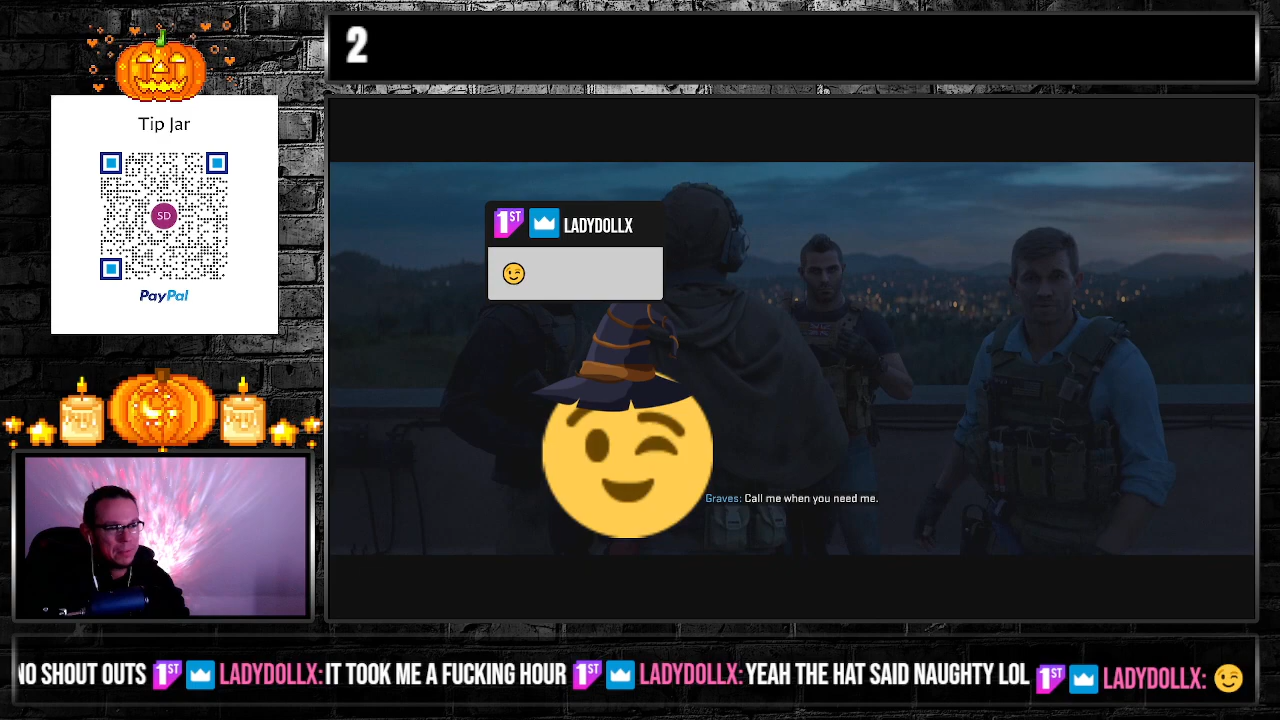 2
Tip Jar
SD
PayPal
1ST LADYDOLLX
Graves: Call me when you need me.
NO SHOUT OUTS 1ST LADYDOLLX: IT TOOK ME A FUCKING HOUR 1ST LADYDOLLX: YEAH THE HAT SAID NAUGHTY LOL 1ST LADYDOLLX: 😉